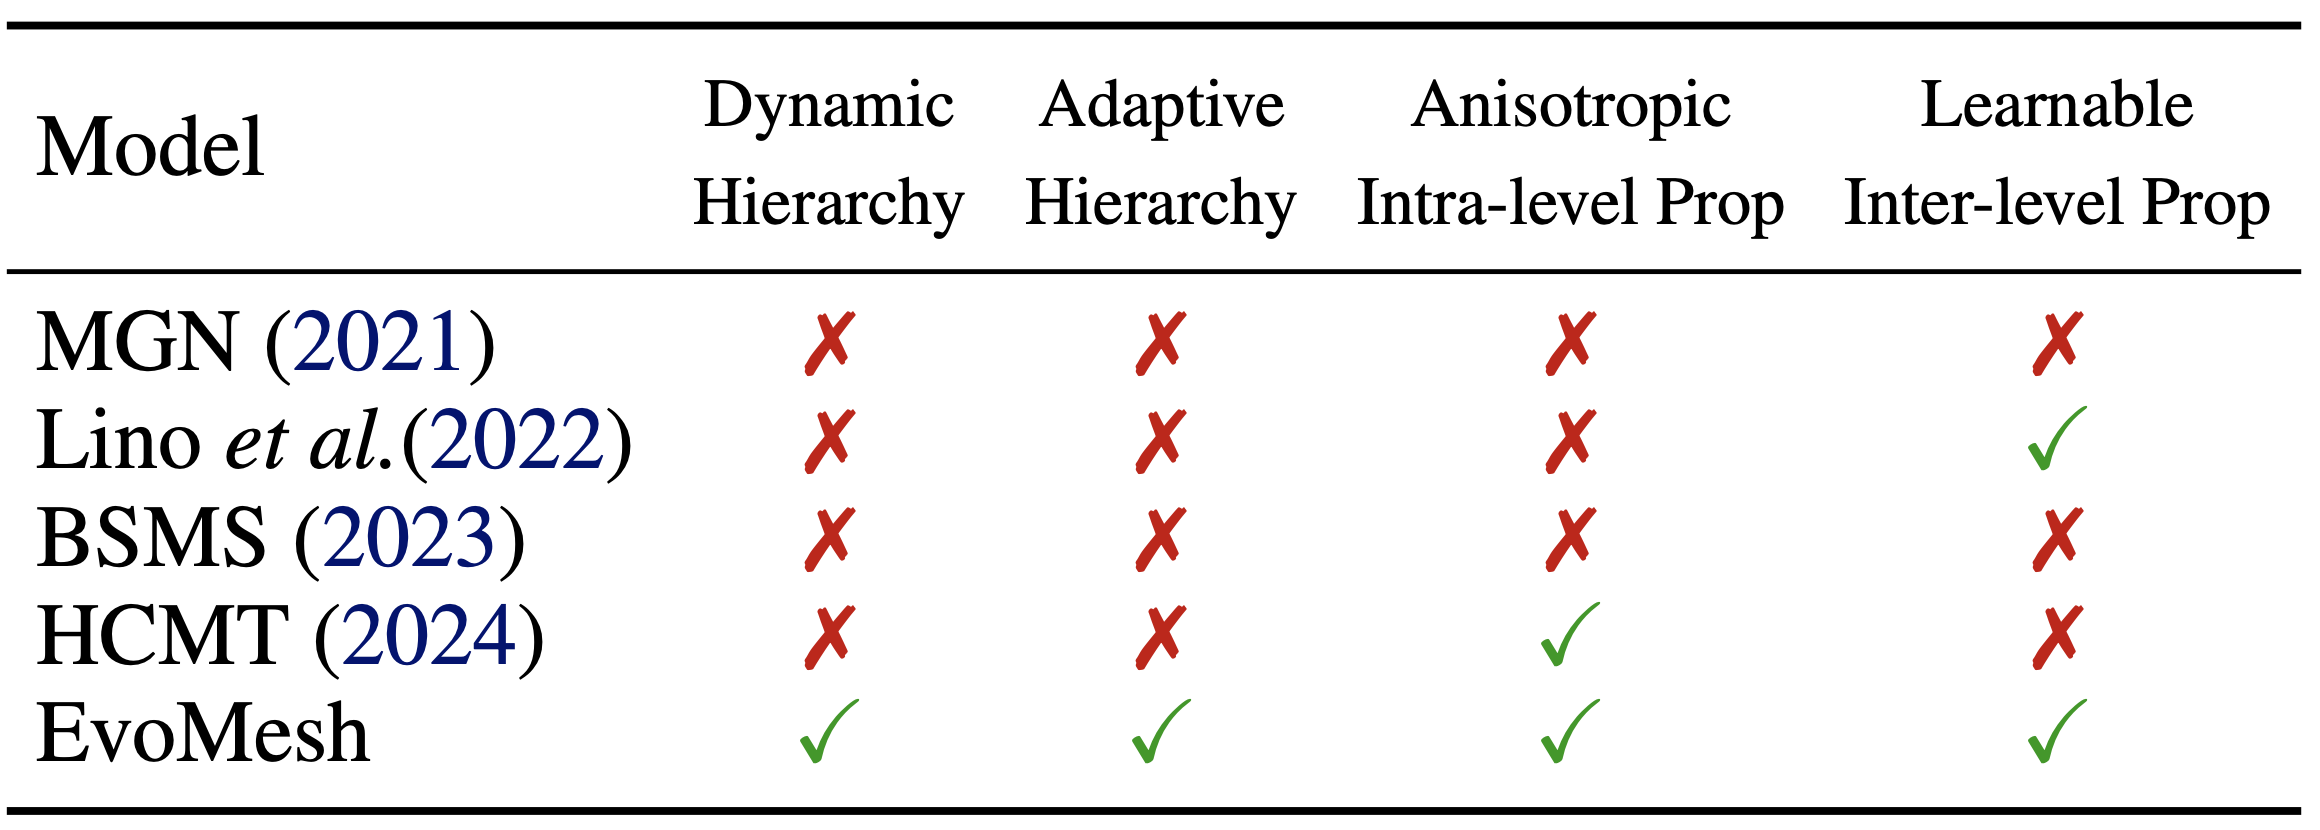 Model Dynamic Hierarchy Adaptive Hierarchy Anisotropic Intra-level Prop Learnable Inter-level Prop
MGN (2021) ✗ ✗ ✗ ✗
Lino et al.(2022) ✗ ✗ ✗ ✓
BSMS (2023) ✗ ✗ ✗ ✗
HCMT (2024) ✗ ✗ ✓ ✗
EvoMesh ✓ ✓ ✓ ✓